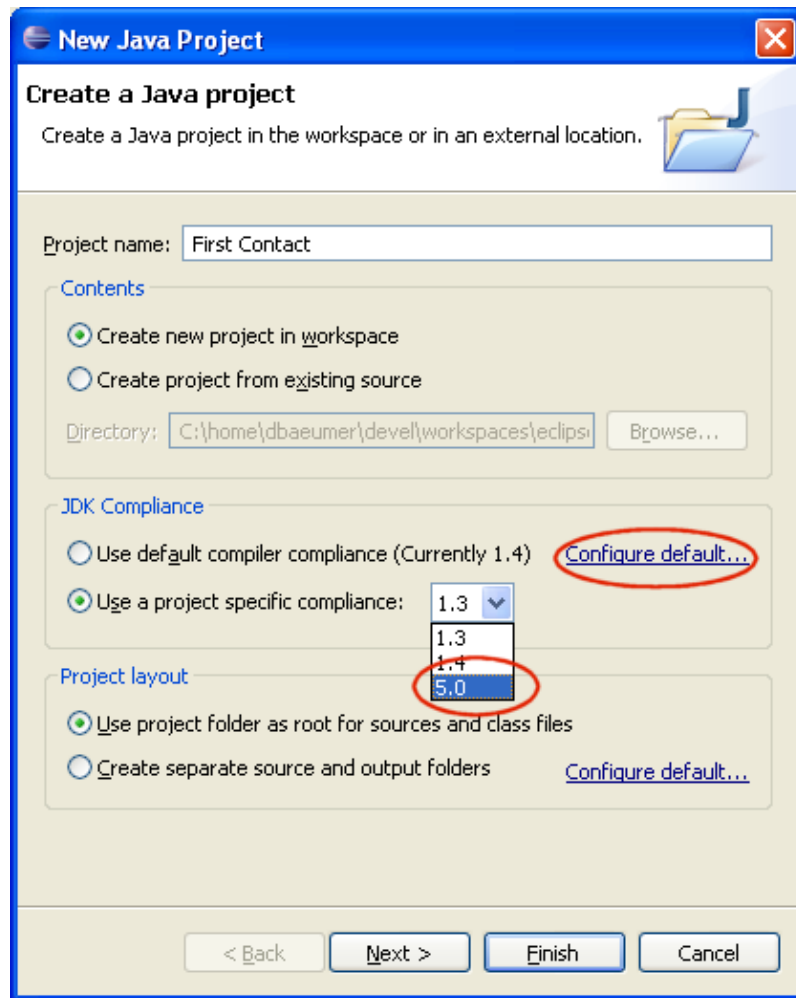 New Java Project
Create a Java project
Create a Java project in the workspace or in an external location.
Project name: First Contact
Contents
Create new project in workspace
Create project from existing source
Directory: C:\home\dbaeumer\devel\workspaces\eclips Browse...
JDK Compliance
Use default compiler compliance (Currently 1.4) Configure default...
Use a project specific compliance: 1.3
1.3
1.4
5.0
Project layout
Use project folder as root for sources and class files
Create separate source and output folders Configure default...
< Back Next > Finish Cancel